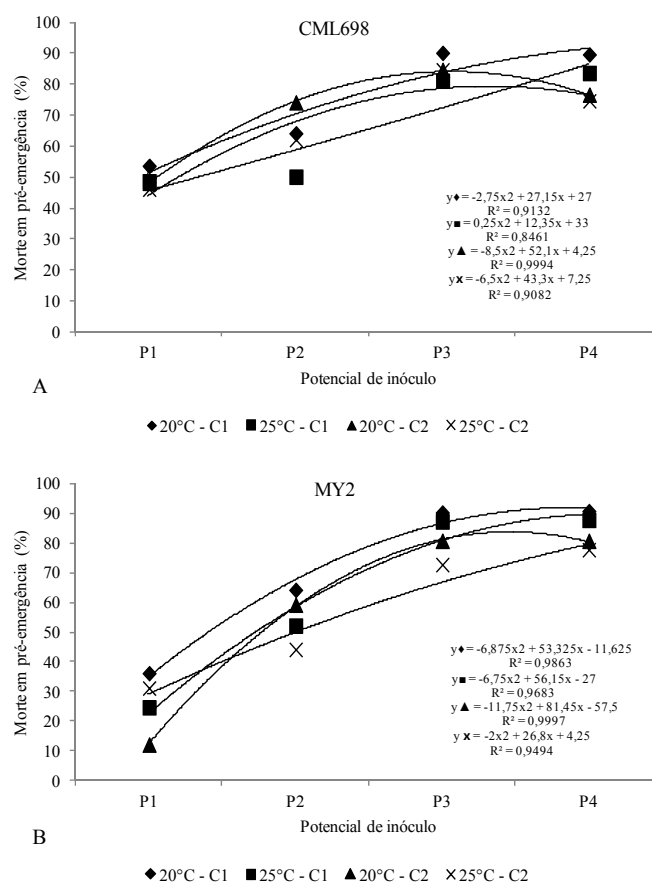 CML698
Morte em pré-emergência (%)
100
90
80
70
60
50
40
30
20
10
0
y♦ = -2,75x2 + 27,15x + 27
R² = 0,9132
y■ = 0,25x2 + 12,35x + 33
R² = 0,8461
y▲ = -8,5x2 + 52,1x + 4,25
R² = 0,9994
yx = -6,5x2 + 43,3x + 7,25
R² = 0,9082
P1 P2 P3 P4
Potencial de inóculo
A
♦ 20°C - C1 ■ 25°C - C1 ▲ 20°C - C2 × 25°C - C2
MY2
Morte em pré-emergência (%)
100
90
80
70
60
50
40
30
20
10
0
y♦ = -6,875x2 + 53,325x - 11,625
R² = 0,9863
y■ = -6,75x2 + 56,15x - 27
R² = 0,9683
y▲ = -11,75x2 + 81,45x - 57,5
R² = 0,9997
y x = -2x2 + 26,8x + 4,25
R² = 0,9494
P1 P2 P3 P4
Potencial de inóculo
B
♦ 20°C - C1 ■ 25°C - C1 ▲ 20°C - C2 × 25°C - C2